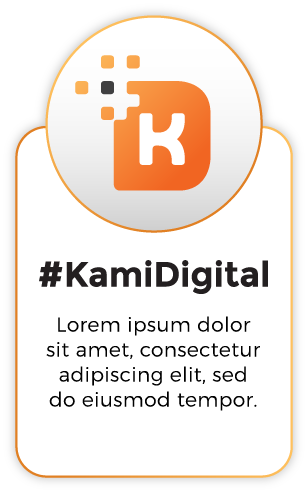 K
#KamiDigital
Lorem ipsum dolor
sit amet, consectetur
adipiscing elit, sed
do eiusmod tempor.